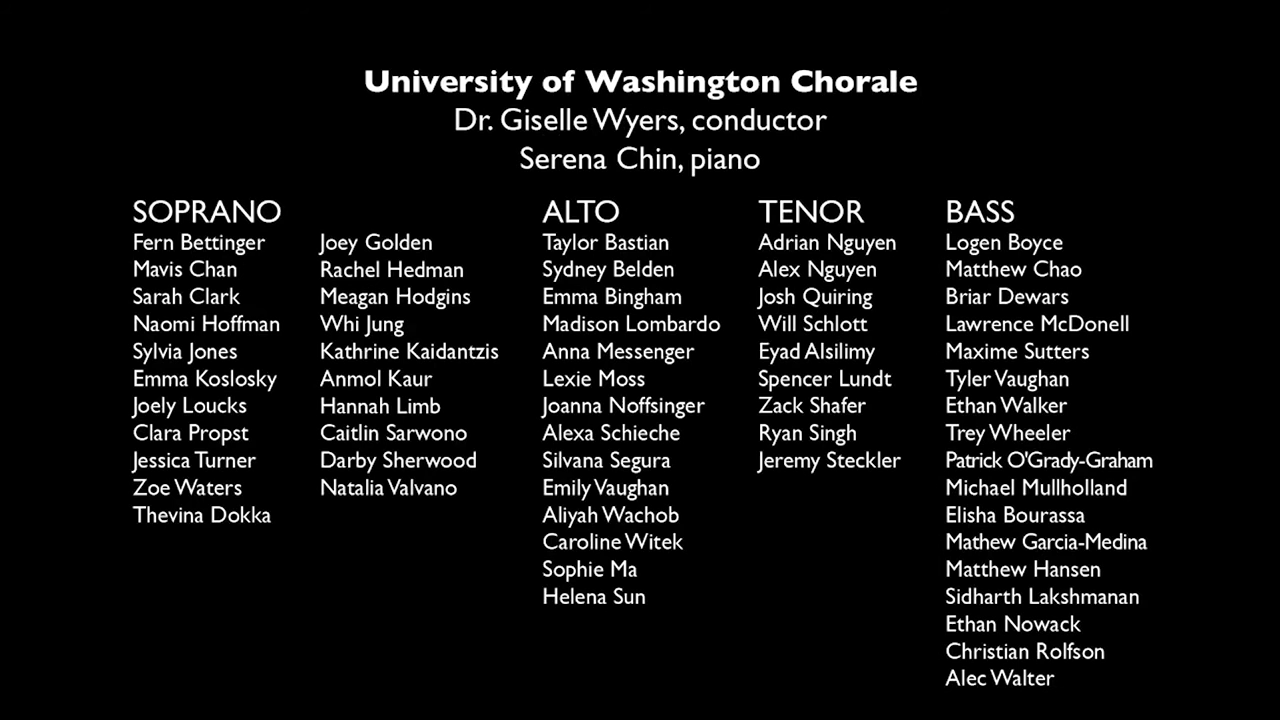 University of Washington Chorale
Dr. Giselle Wyers, conductor
Serena Chin, piano
SOPRANO
Fern Bettinger
Mavis Chan
Sarah Clark
Naomi Hoffman
Sylvia Jones
Emma Koslosky
Joely Loucks
Clara Propst
Jessica Turner
Zoe Waters
Thevina Dokka
Joey Golden
Rachel Hedman
Meagan Hodgins
Whi Jung
Kathrine Kaidantzis
Anmol Kaur
Hannah Limb
Caitlin Sarwono
Darby Sherwood
Natalia Valvano
ALTO
Taylor Bastian
Sydney Belden
Emma Bingham
Madison Lombardo
Anna Messenger
Lexie Moss
Joanna Noffsinger
Alexa Schieche
Silvana Segura
Emily Vaughan
Aliyah Wachob
Caroline Witek
Sophie Ma
Helena Sun
TENOR
Adrian Nguyen
Alex Nguyen
Josh Quiring
Will Schlott
Eyad Alsilimy
Spencer Lundt
Zack Shafer
Ryan Singh
Jeremy Steckler
BASS
Logen Boyce
Matthew Chao
Briar Dewars
Lawrence McDonell
Maxime Sutters
Tyler Vaughan
Ethan Walker
Trey Wheeler
Patrick O'Grady-Graham
Michael Mullholland
Elisha Bourassa
Mathew Garcia-Medina
Matthew Hansen
Sidharth Lakshmanan
Ethan Nowack
Christian Rolfson
Alec Walter